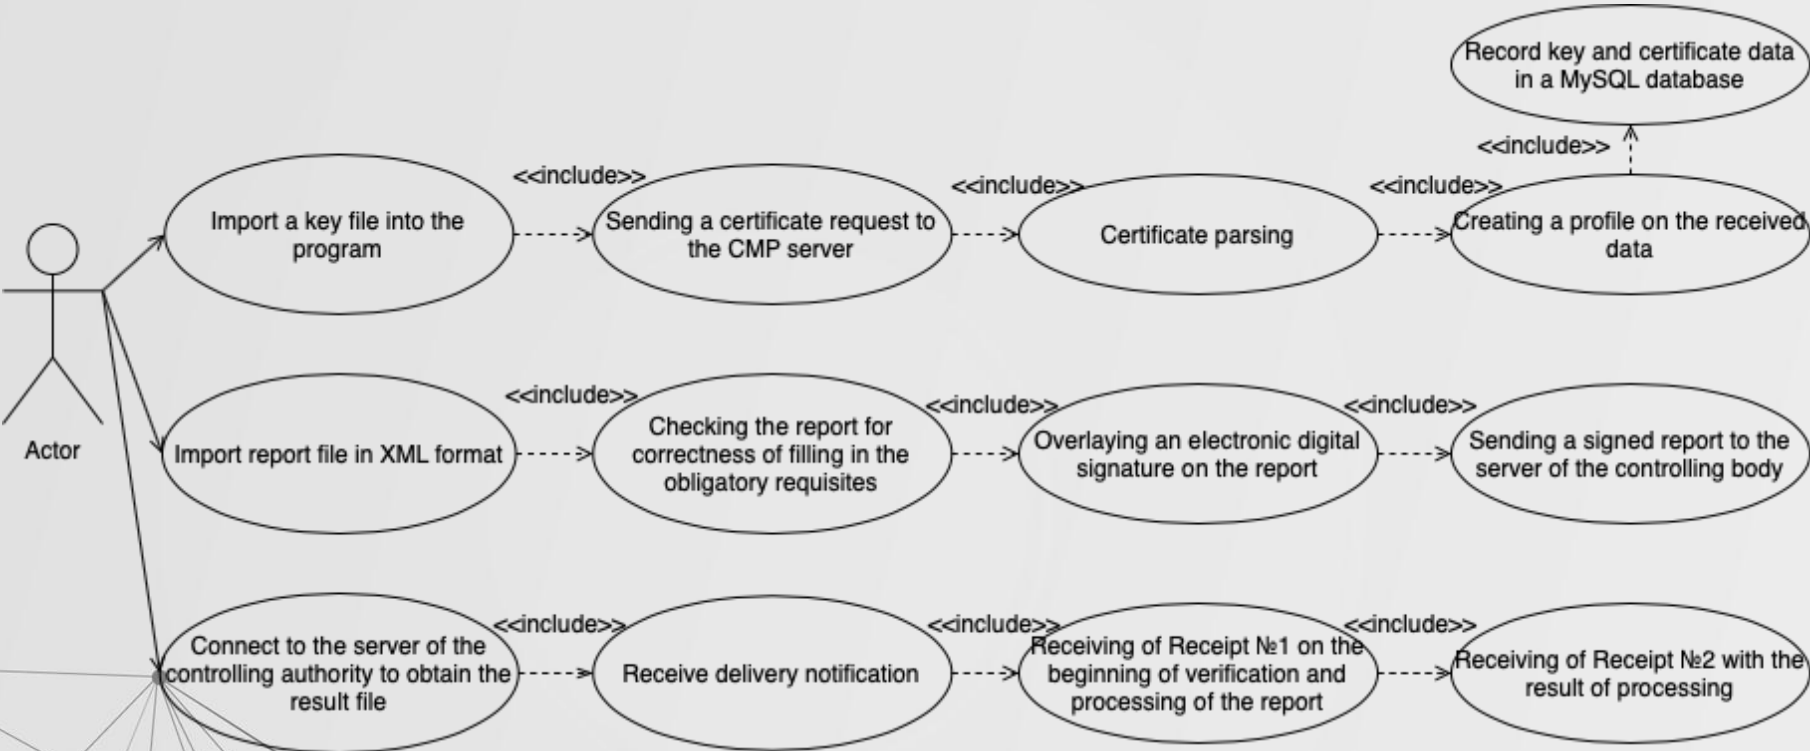 Record key and certificate data
in a MySQL database
<<include>>
<<include>>
<<include>>
<<include>>
Import a key file into the
program
Sending a certificate request to
the CMP server
Certificate parsing
Creating a profile on the received
data
Actor
<<include>>
<<include>>
<<include>>
Import report file in XML format
Checking the report for
correctness of filling in the
obligatory requisites
Overlaying an electronic digital
signature on the report
Sending a signed report to the
server of the controlling body
<<include>>
<<include>>
<<include>>
Connect to the server of the
controlling authority to obtain the
result file
Receive delivery notification
Receiving of Receipt №1 on the
beginning of verification and
processing of the report
Receiving of Receipt №2 with the
result of processing